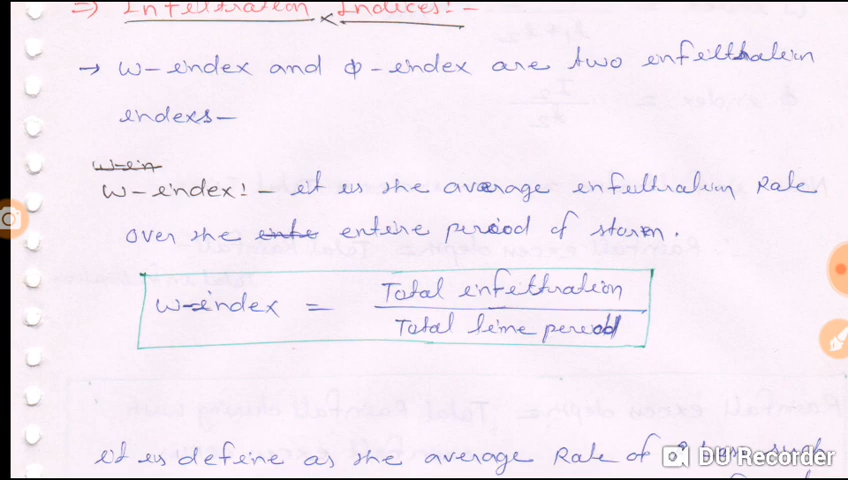 ⇒ Infiltration Indices:-
→ W-index and φ-index are two infiltration
indexs-
W-in
W-index:- it is the average infiltration Rate
over the entire period of storm.
W-index = Total infiltration
Total time period
it is define as the average Rate of
DU Recorder